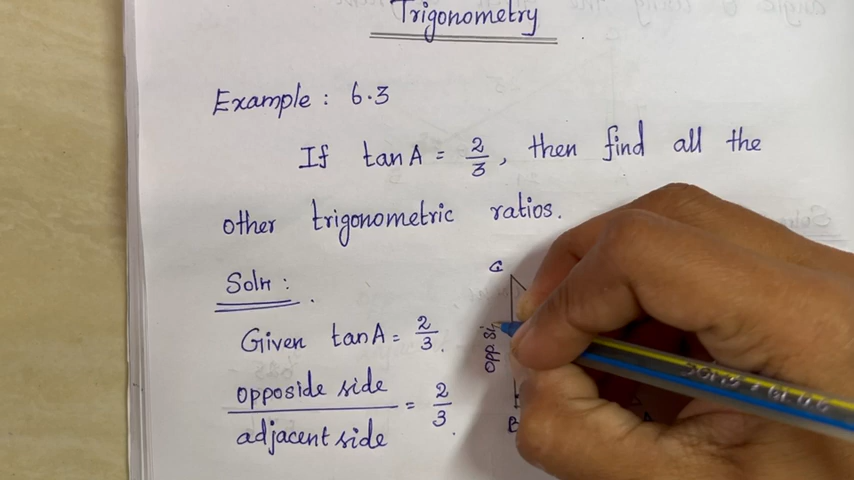 Trigonometry
Example : 6.3
If tan A = 2/3, then find all the
other trigonometric ratios.
Soln :
Given tan A = 2/3.
opposide side / adjacent side = 2/3.
C
opp. si
B
A